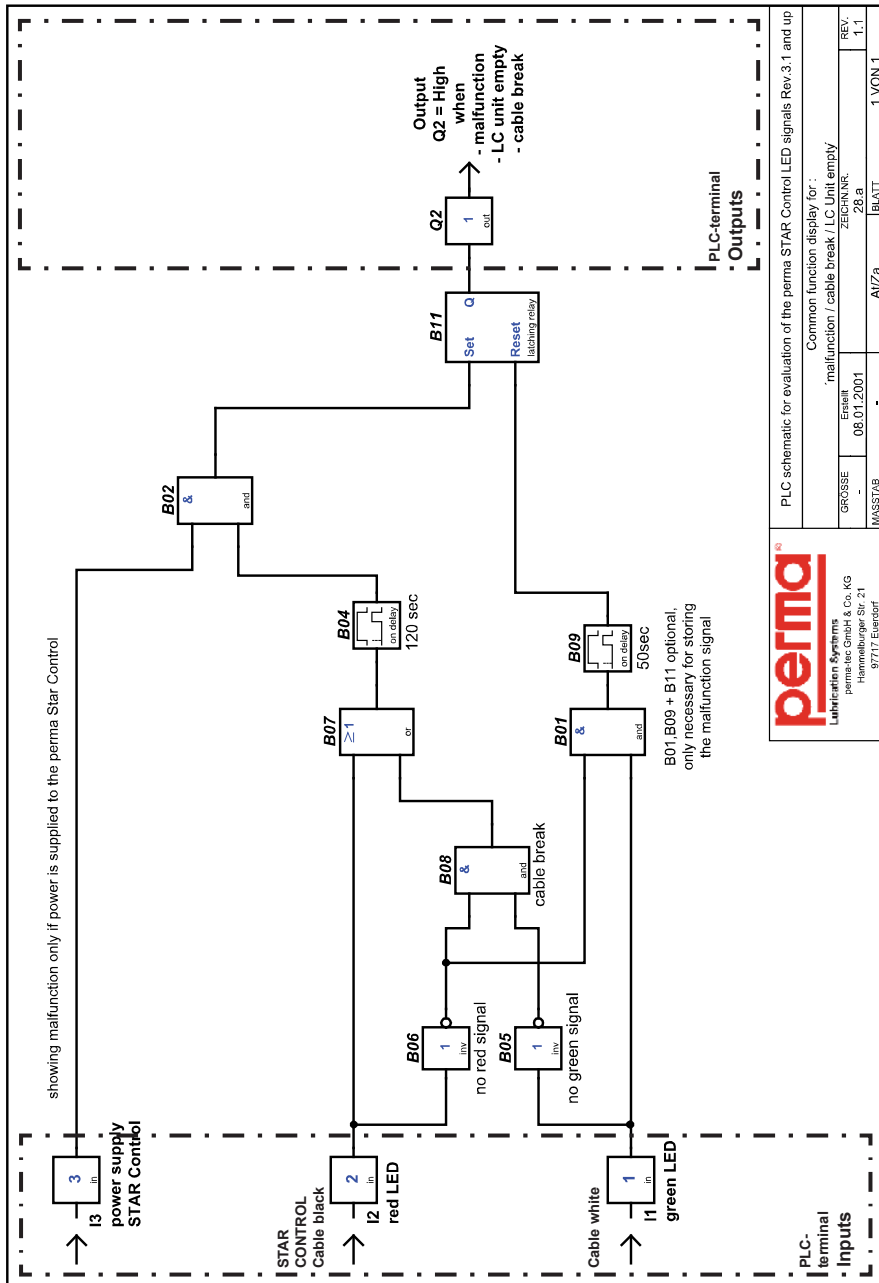 showing malfunction only if power is supplied to the perma Star Control
3
in
I3
power supply
STAR Control
STAR
CONTROL
Cable black
2
in
I2
red LED
Cable white
1
in
I1
green LED
PLC-
terminal
Inputs
B06
1
inv
no red signal
B05
1
inv
no green signal
B08
&
and
cable break
B07
≥1
or
B04
on delay
120 sec
B02
&
and
B01
&
and
B09
on delay
50sec
B01,B09 + B11 optional,
only necessary for storing
the malfunction signal
B11
Set
Q
Reset
latching relay
Q2
1
out
Output
Q2 = High
when
- malfunction
- LC unit empty
- cable break
PLC-terminal
Outputs
perma®
Lubrication Systems
perma-tec GmbH & Co. KG
Hammelburger Str. 21
97717 Euerdorf
PLC schematic for evaluation of the perma STAR Control LED signals Rev.3.1 and up
Common function display for :
´malfunction / cable break / LC Unit empty´
GRÖSSE
-
Erstellt
08.01.2001
ZEICHN.NR.
28.a
REV.
1.1
MASSTAB
-
At/Za
BLATT
1 VON 1